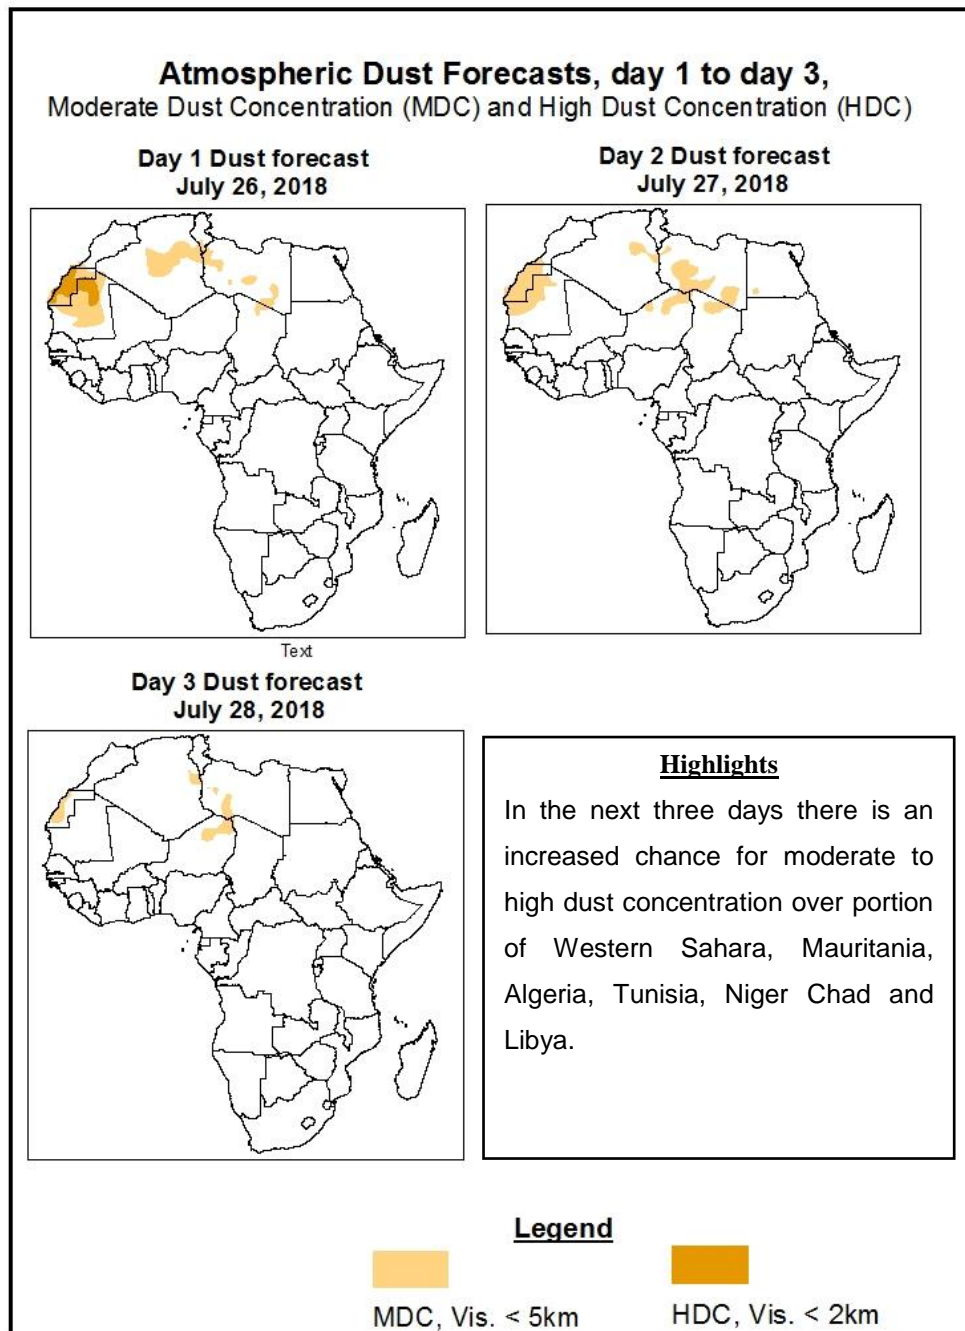 Atmospheric Dust Forecasts, day 1 to day 3,
Moderate Dust Concentration (MDC) and High Dust Concentration (HDC)
Day 1 Dust forecast
July 26, 2018
Day 2 Dust forecast
July 27, 2018
Text
Day 3 Dust forecast
July 28, 2018
Highlights
In the next three days there is an
increased chance for moderate to
high dust concentration over portion
of Western Sahara, Mauritania,
Algeria, Tunisia, Niger Chad and
Libya.
Legend
MDC, Vis. < 5km
HDC, Vis. < 2km